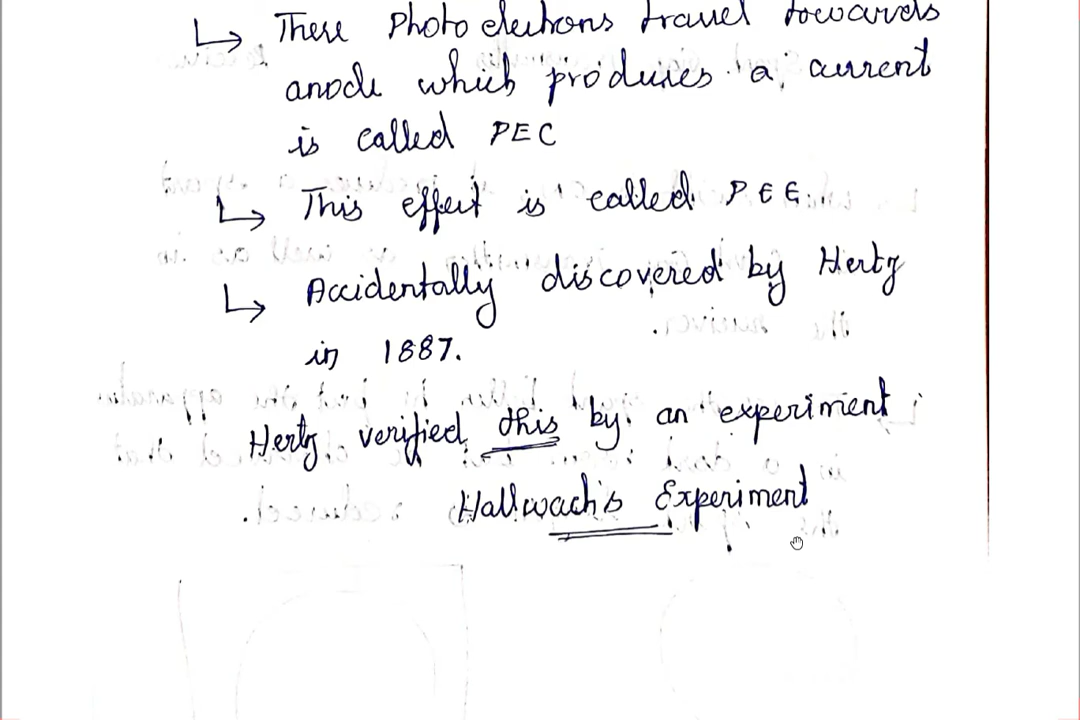 ↳ These Photo electrons travel towards
anode which produces a current
is called PEC
↳ This effect is called PEE.
↳ Accidentally discovered by Hertz
in 1887.
Hertz verified this by an experiment
Hallwach's Experiment